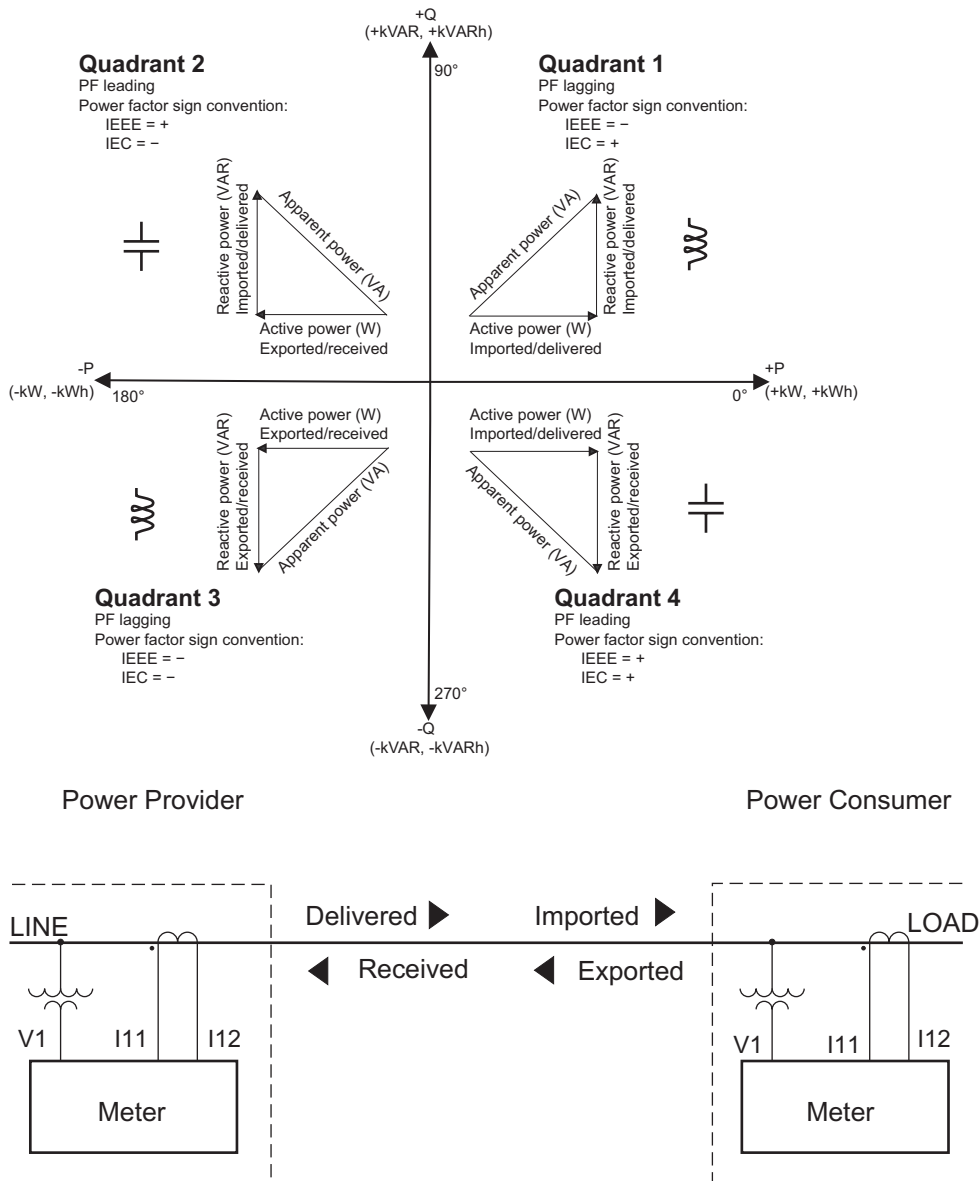 +Q
(+kVAR, +kVARh)
90°
Quadrant 2
PF leading
Power factor sign convention:
IEEE = +
IEC = −
Reactive power (VAR)
Imported/delivered
Apparent power (VA)
Active power (W)
Exported/received
Quadrant 1
PF lagging
Power factor sign convention:
IEEE = −
IEC = +
Apparent power (VA)
Reactive power (VAR)
Imported/delivered
Active power (W)
Imported/delivered
-P
(-kW, -kWh)
180°
0°
+P
(+kW, +kWh)
Active power (W)
Exported/received
Reactive power (VAR)
Exported/received
Apparent power (VA)
Quadrant 3
PF lagging
Power factor sign convention:
IEEE = −
IEC = −
Active power (W)
Imported/delivered
Apparent power (VA)
Reactive power (VAR)
Exported/received
Quadrant 4
PF leading
Power factor sign convention:
IEEE = +
IEC = +
270°
-Q
(-kVAR, -kVARh)
Power Provider
Power Consumer
LINE
Delivered
Imported
LOAD
Received
Exported
V1
I11
I12
V1
I11
I12
Meter
Meter